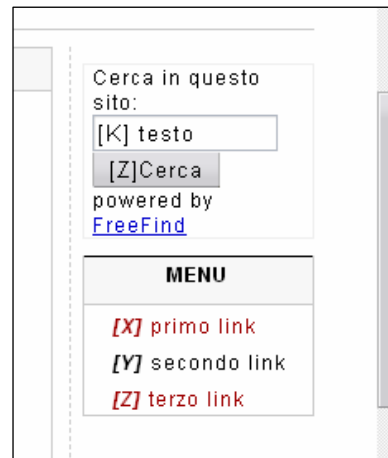 Cerca in questo
sito:
[K] testo
[Z]Cerca
powered by
FreeFind
MENU
[X] primo link
[Y] secondo link
[Z] terzo link